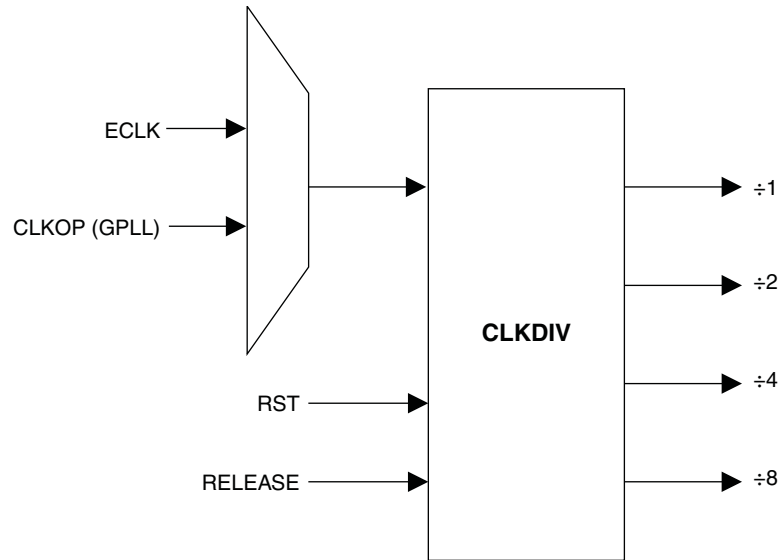 ECLK
CLKOP (GPLL)
RST
RELEASE
CLKDIV
÷1
÷2
÷4
÷8